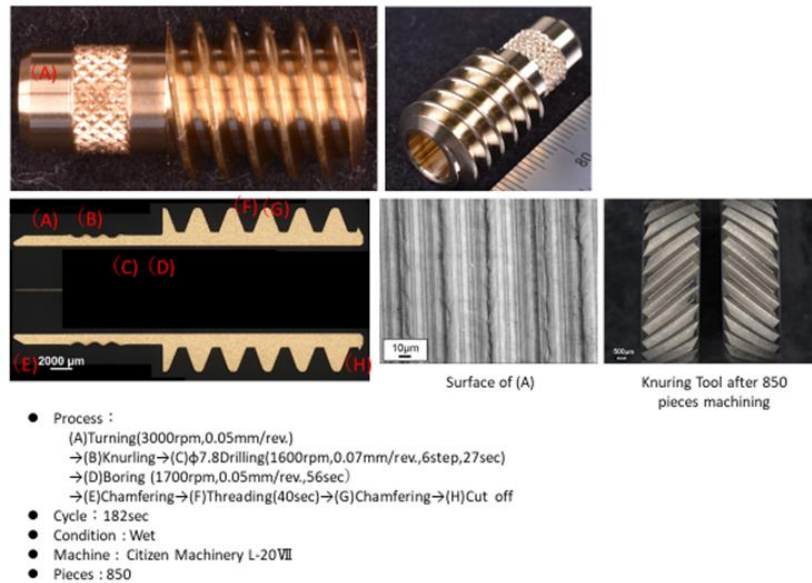 (A)
80
(A) (B) (F) (G)
(C) (D)
(E) 2000 μm (H)
10μm
500μm
Surface of (A)
Knuring Tool after 850
pieces machining
● Process：
(A)Turning(3000rpm,0.05mm/rev.)
→(B)Knurling→(C)φ7.8Drilling(1600rpm,0.07mm/rev.,6step,27sec)
→(D)Boring (1700rpm,0.05mm/rev.,56sec)
→(E)Chamfering→(F)Threading(40sec)→(G)Chamfering→(H)Cut off
● Cycle：182sec
● Condition : Wet
● Machine : Citizen Machinery L-20Ⅶ
● Pieces : 850